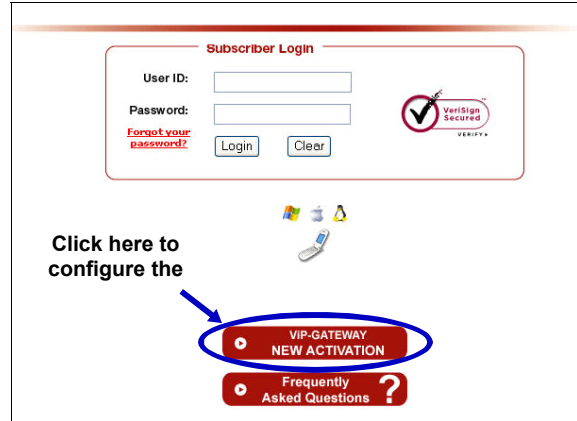 Subscriber Login
User ID:
Password:
Forgot your
password?
Login Clear
VeriSign
Secured
VERIFY
Click here to
configure the
ViP-GATEWAY
NEW ACTIVATION
Frequently
Asked Questions ?